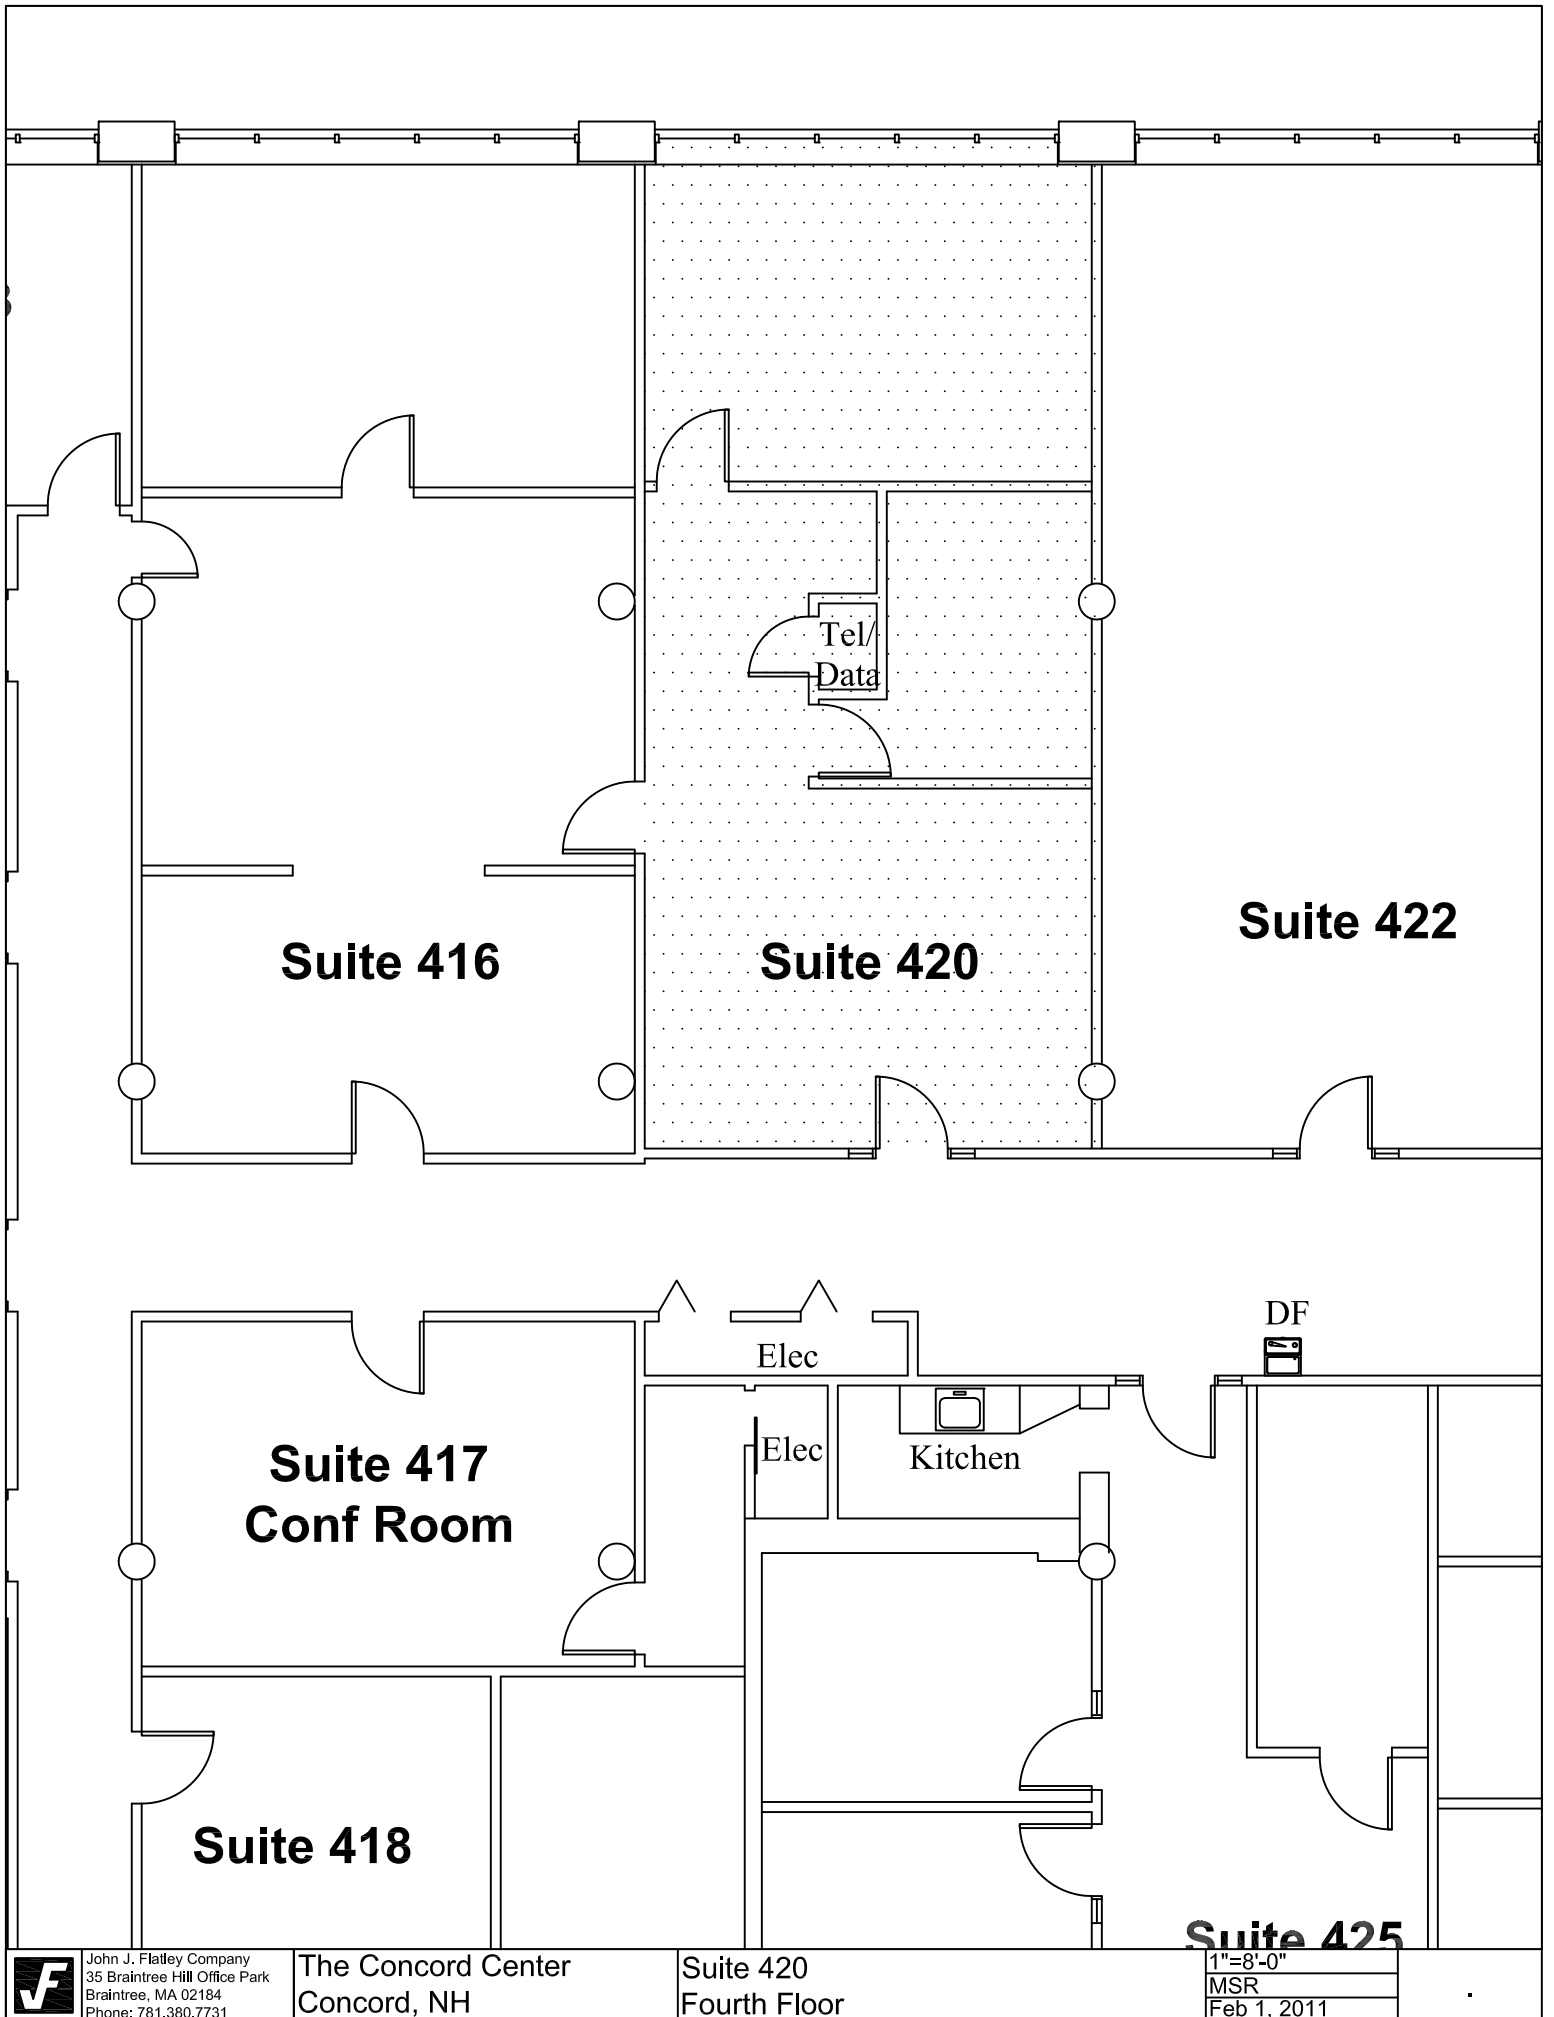 Tel/
Data
Suite 416
Suite 420
Suite 422
DF
Elec
Elec
Kitchen
Suite 417
Conf Room
Suite 418
Suite 425
John J. Flatley Company
35 Braintree Hill Office Park
Braintree, MA 02184
Phone: 781.380.7731
The Concord Center
Concord, NH
Suite 420
Fourth Floor
1"=8'-0"
MSR
Feb 1, 2011